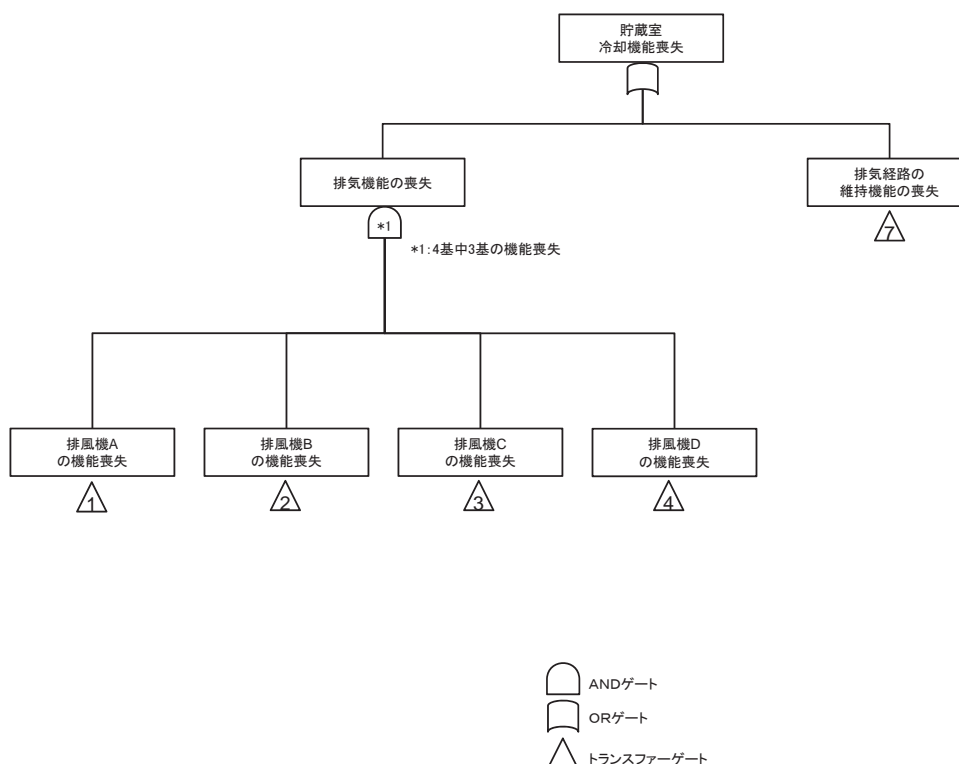 貯蔵室
冷却機能喪失
排気機能の喪失
排気経路の
維持機能の喪失
*1
7
*1:4基中3基の機能喪失
排風機A
の機能喪失
排風機B
の機能喪失
排風機C
の機能喪失
排風機D
の機能喪失
1
2
3
4
ANDゲート
ORゲート
トランスファーゲート